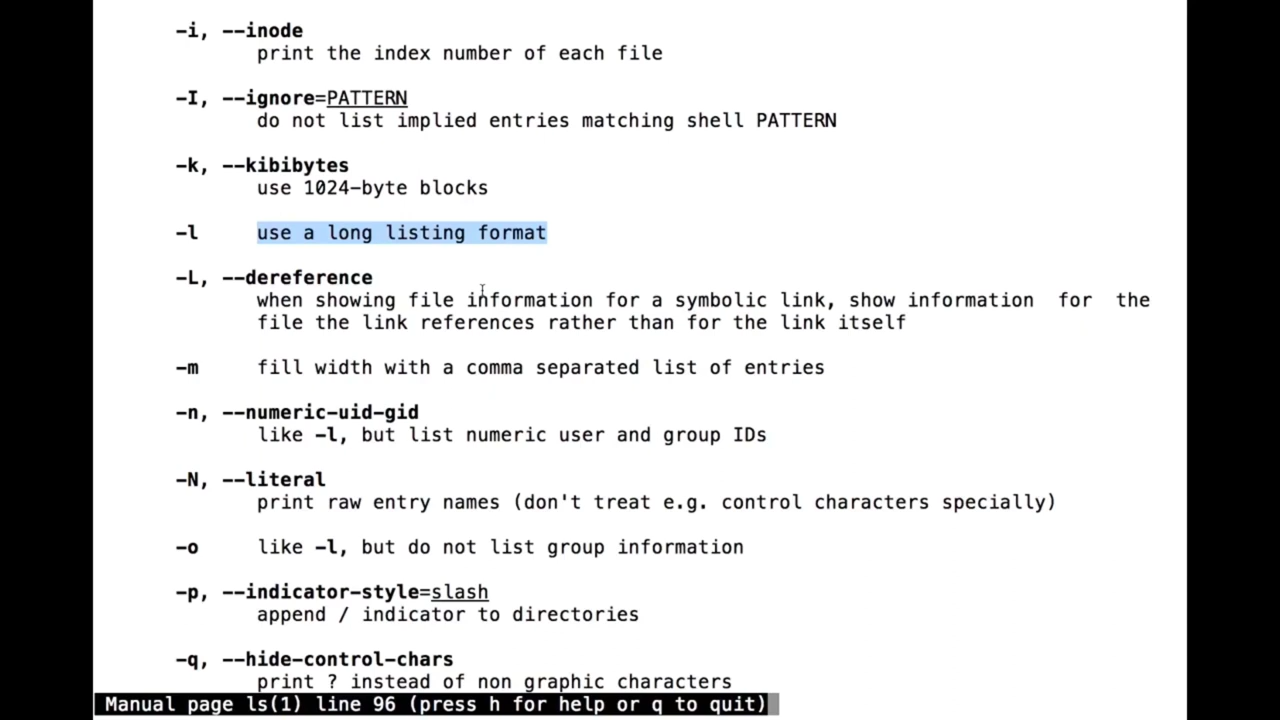 -i, --inode
print the index number of each file
-I, --ignore=PATTERN
do not list implied entries matching shell PATTERN
-k, --kibibytes
use 1024-byte blocks
-l use a long listing format
-L, --dereference
when showing file information for a symbolic link, show information for the
file the link references rather than for the link itself
-m fill width with a comma separated list of entries
-n, --numeric-uid-gid
like -l, but list numeric user and group IDs
-N, --literal
print raw entry names (don't treat e.g. control characters specially)
-o like -l, but do not list group information
-p, --indicator-style=slash
append / indicator to directories
-q, --hide-control-chars
print ? instead of non graphic characters
Manual page ls(1) line 96 (press h for help or q to quit)